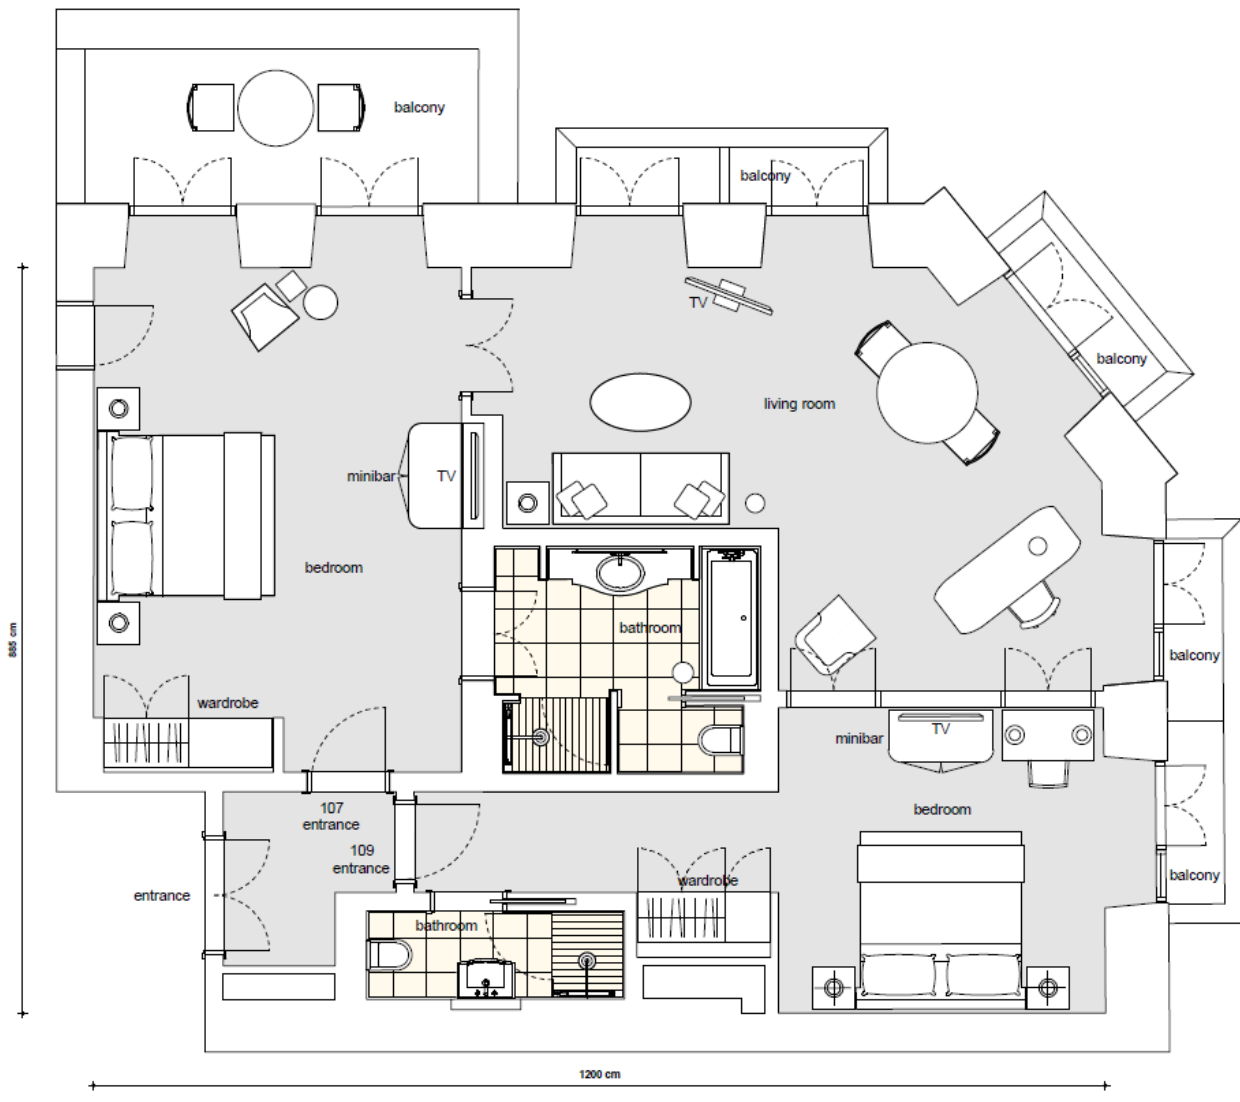 balcony
balcony
TV
balcony
living room
minibar
TV
bedroom
bathroom
885 cm
balcony
wardrobe
minibar
TV
107
entrance
bedroom
109
entrance
wardrobe
balcony
entrance
bathroom
1200 cm